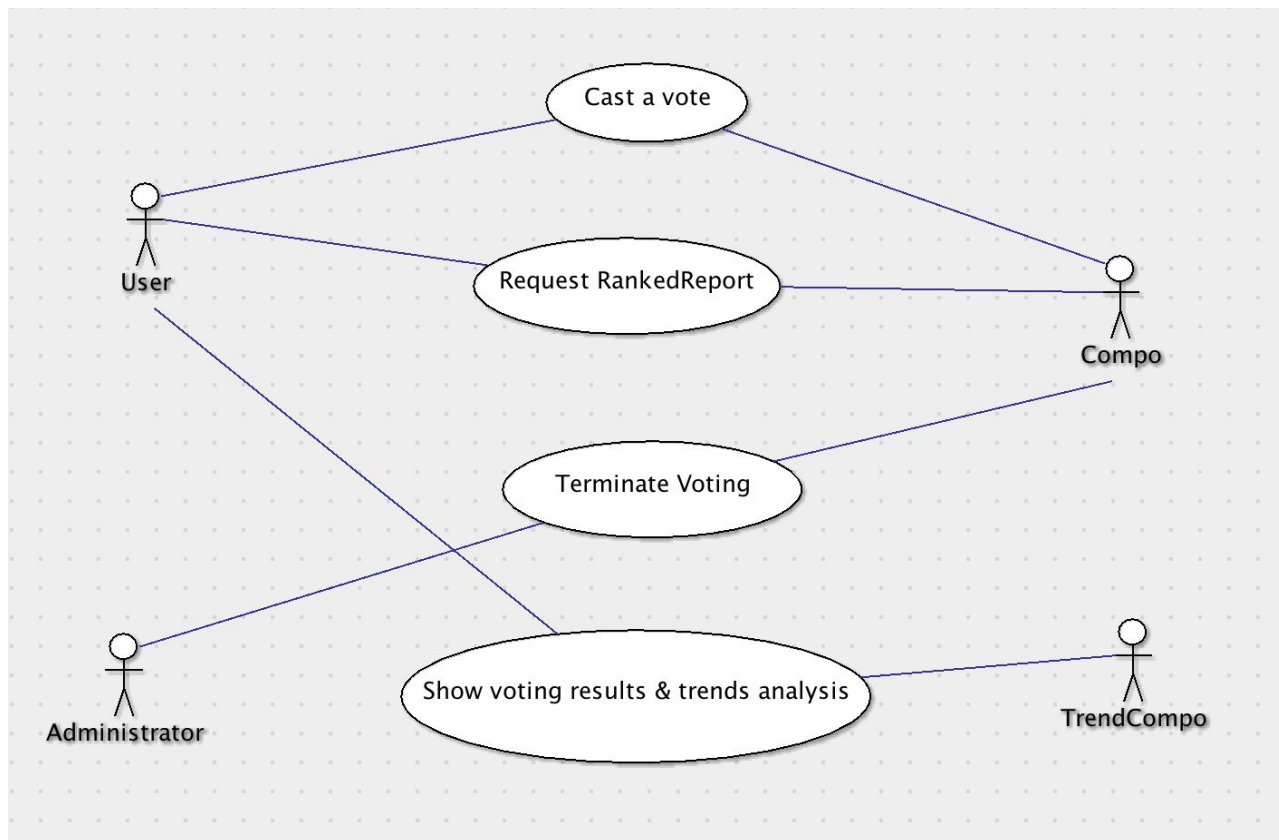 Cast a vote
User
Request RankedReport
Compo
Terminate Voting
Administrator
Show voting results & trends analysis
TrendCompo